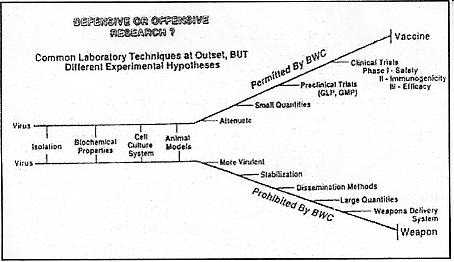 DEFENSIVE OR OFFENSIVE
RESEARCH ?
Common Laboratory Techniques at Outset, BUT
Different Experimental Hypotheses
Vaccine
Permitted By BWC
Clinical Trials
Phase I - Safety
II - Immunogenicity
III - Efficacy
Preclinical Trials
(GLP, GMP)
Small Quantities
Attenuate
Virus
Isolation
Biochemical
Properties
Cell
Culture
System
Animal
Models
Virus
More Virulent
Stabilization
Dissemination Methods
Large Quantities
Weapons Delivery
System
Prohibited By BWC
Weapon